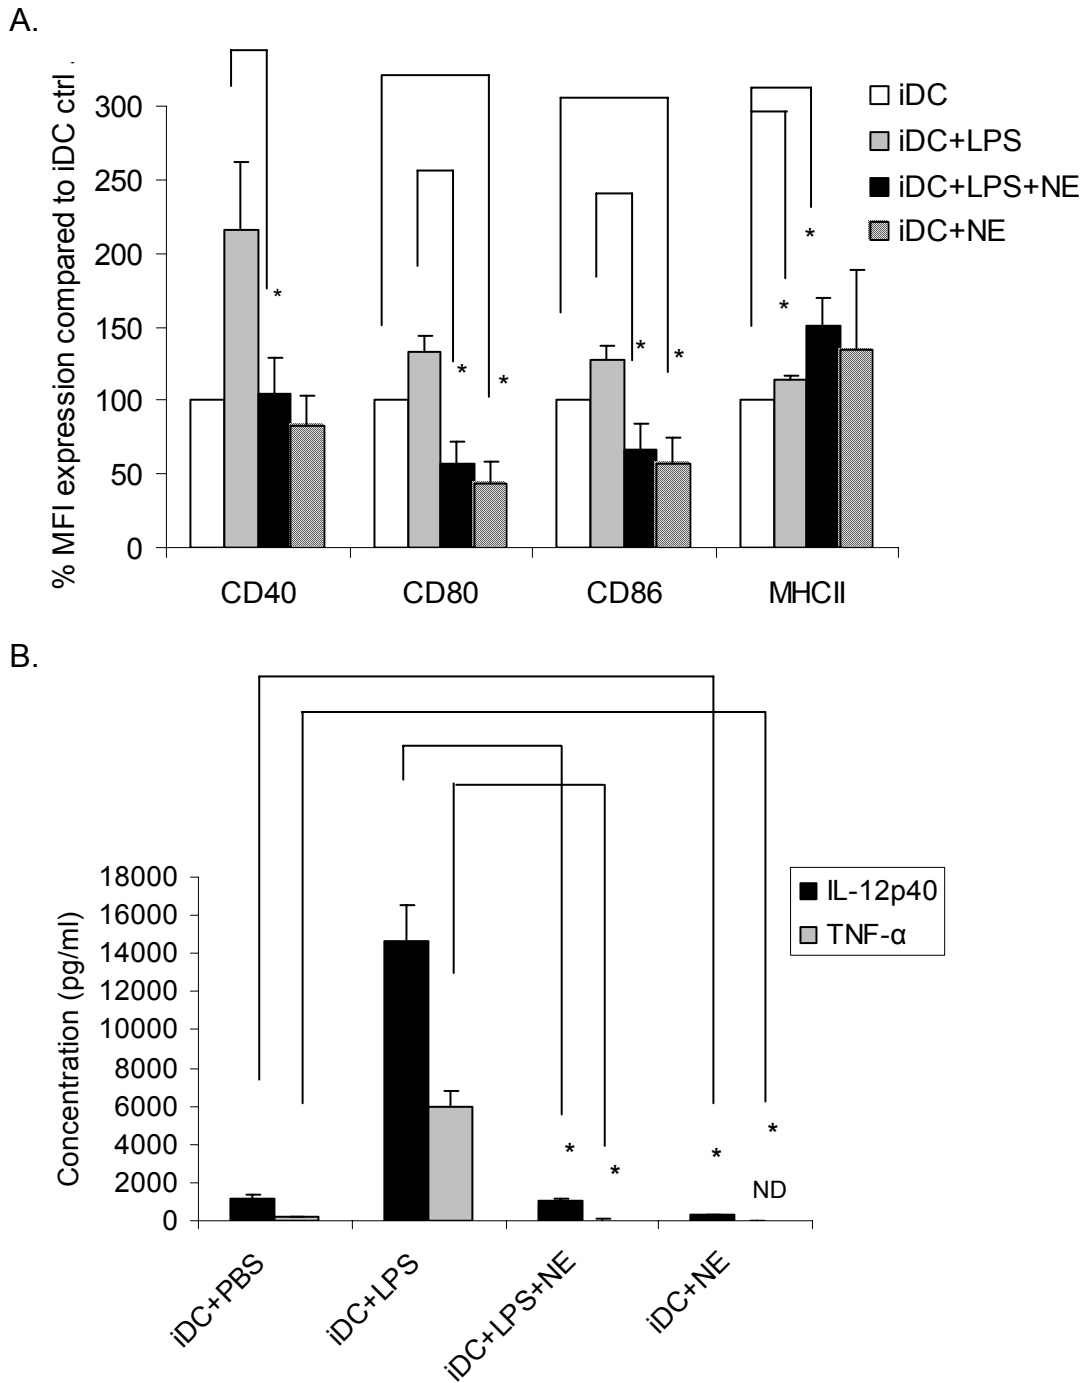 A.
% MFI expression compared to iDC ctrl .
300
250
200
150
100
50
0
*
*
*
*
*
*
*
CD40
CD80
CD86
MHCII
iDC
iDC+LPS
iDC+LPS+NE
iDC+NE
B.
Concentration (pg/ml)
18000
16000
14000
12000
10000
8000
6000
4000
2000
0
*
*
*
*
ND
iDC+PBS
iDC+LPS
iDC+LPS+NE
iDC+NE
IL-12p40
TNF-α